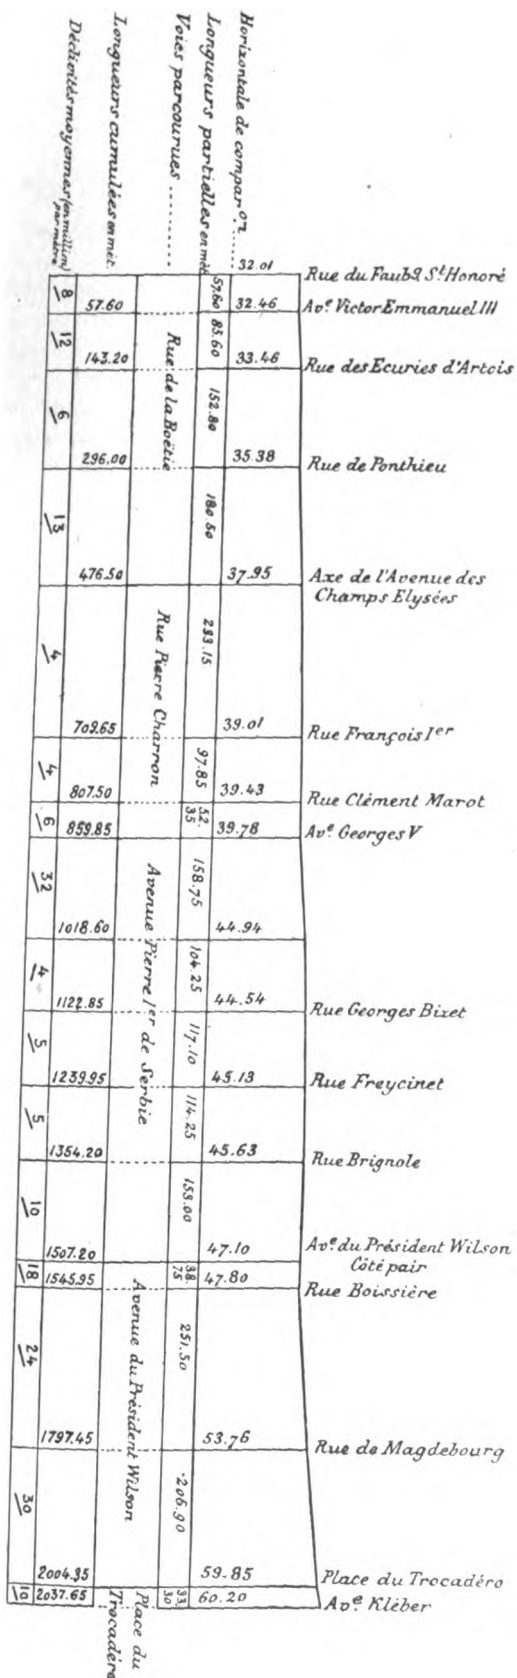 Horizontale de comparon
Longueurs partielles en mèt
Voies parcourues
Longueurs cumulées en mèt.
Déclivités moyennes (en millim)
par mètre
32.01 Rue du Faubg St Honoré
8 57.60 57.60 32.46 Ave Victor Emmanuel III
12 143.20 85.60 33.46 Rue des Ecuries d'Artois
Rue de la Boëtie
6 296.00 152.80 35.38 Rue de Ponthieu
13 476.50 180.50 37.95 Axe de l'Avenue des
Champs Elysées
4 709.65 233.15 39.01 Rue François Ier
Rue Pierre Charron
4 807.50 97.85 39.43 Rue Clément Marot
6 859.85 52.35 39.78 Ave Georges V
32 1018.60 158.75 44.94
4 1122.85 104.25 44.54 Rue Georges Bizet
Avenue Pierre 1er de Serbie
5 1239.95 117.10 45.13 Rue Freycinet
5 1354.20 114.25 45.63 Rue Brignole
10 1507.20 153.00 47.10 Ave du Président Wilson
Côté pair
18 1545.95 38.75 47.80 Rue Boissière
24 1797.45 251.50 53.76 Rue de Magdebourg
Avenue du Président Wilson
30 2004.35 206.90 59.85 Place du Trocadéro
10 2037.65 33.30 60.20 Ave Kléber
Place du
Trocadéro